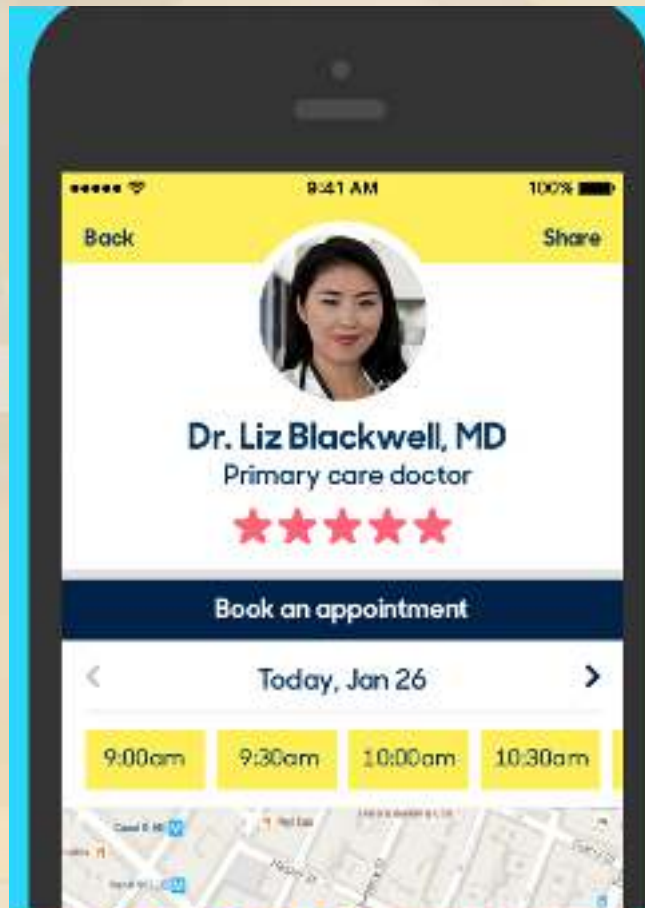 9:41 AM 100%
Back Share
Dr. Liz Blackwell, MD
Primary care doctor
Book an appointment
Today, Jan 26
9:00am 9:30am 10:00am 10:30am